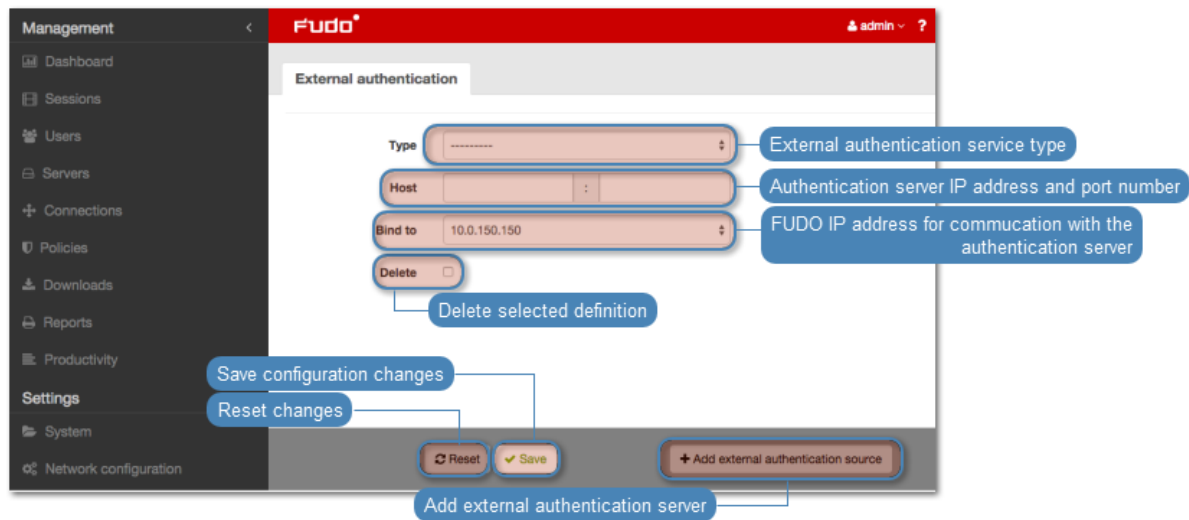 Management <
FUDO
admin ?
Dashboard
External authentication
Sessions
Users
Type ---------
External authentication service type
Servers
Host :
Authentication server IP address and port number
Connections
Bind to 10.0.150.150
FUDO IP address for commucation with the
authentication server
Policies
Delete
Downloads
Delete selected definition
Reports
Productivity
Save configuration changes
Settings
Reset changes
System
Reset
Save
+ Add external authentication source
Network configuration
Add external authentication server